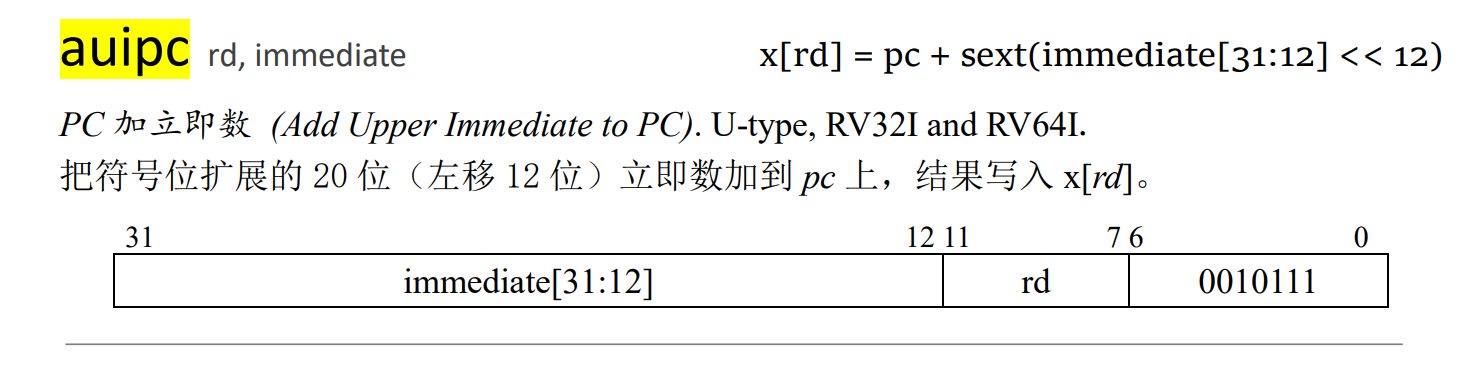 auipc rd, immediate x[rd] = pc + sext(immediate[31:12] << 12)
PC 加立即数 (Add Upper Immediate to PC). U-type, RV32I and RV64I.
把符号位扩展的 20 位（左移 12 位）立即数加到 pc 上，结果写入 x[rd]。
31 12 11 7 6 0
immediate[31:12] rd 0010111